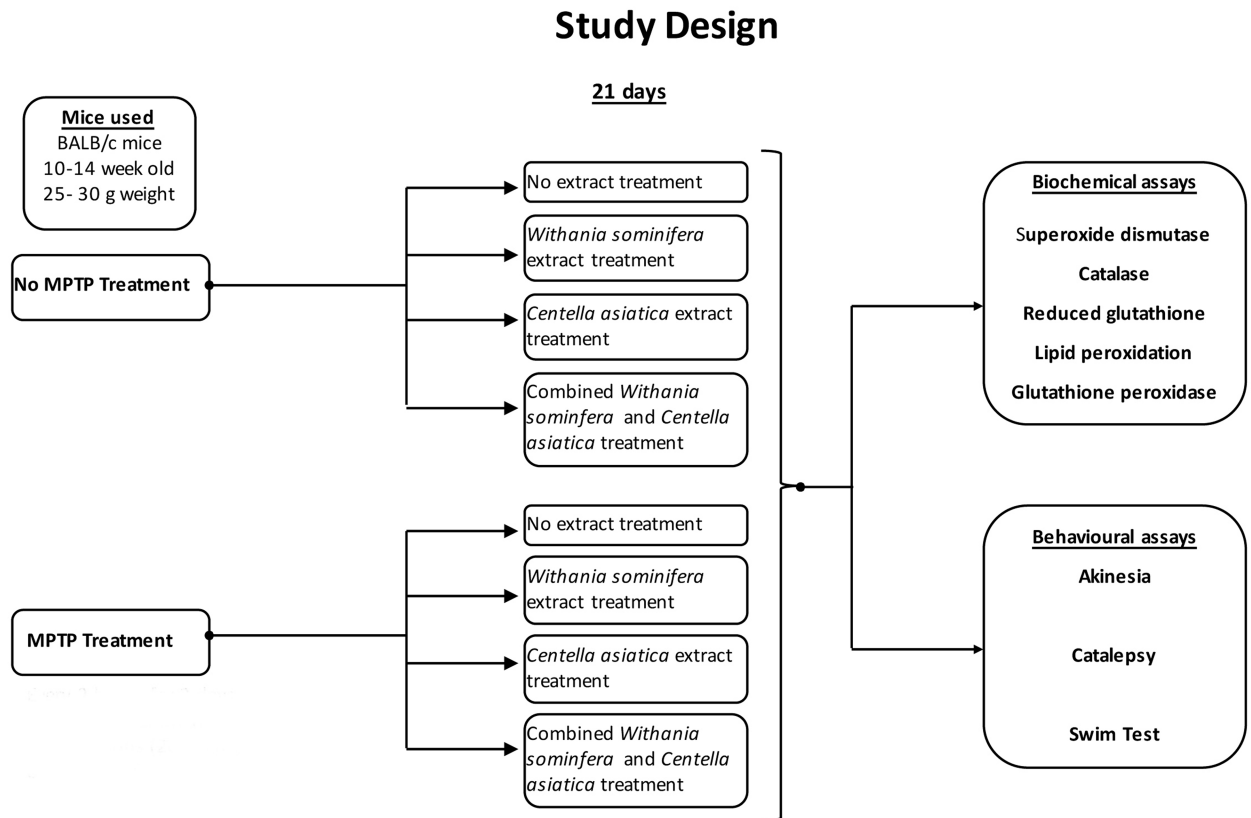 Study Design
21 days
Mice used
BALB/c mice
10-14 week old
25- 30 g weight
No MPTP Treatment
No extract treatment
Withania sominifera
extract treatment
Centella asiatica extract
treatment
Combined Withania
sominfera and Centella
asiatica treatment
MPTP Treatment
No extract treatment
Withania sominifera
extract treatment
Centella asiatica extract
treatment
Combined Withania
sominfera and Centella
asiatica treatment
Biochemical assays
Superoxide dismutase
Catalase
Reduced glutathione
Lipid peroxidation
Glutathione peroxidase
Behavioural assays
Akinesia
Catalepsy
Swim Test